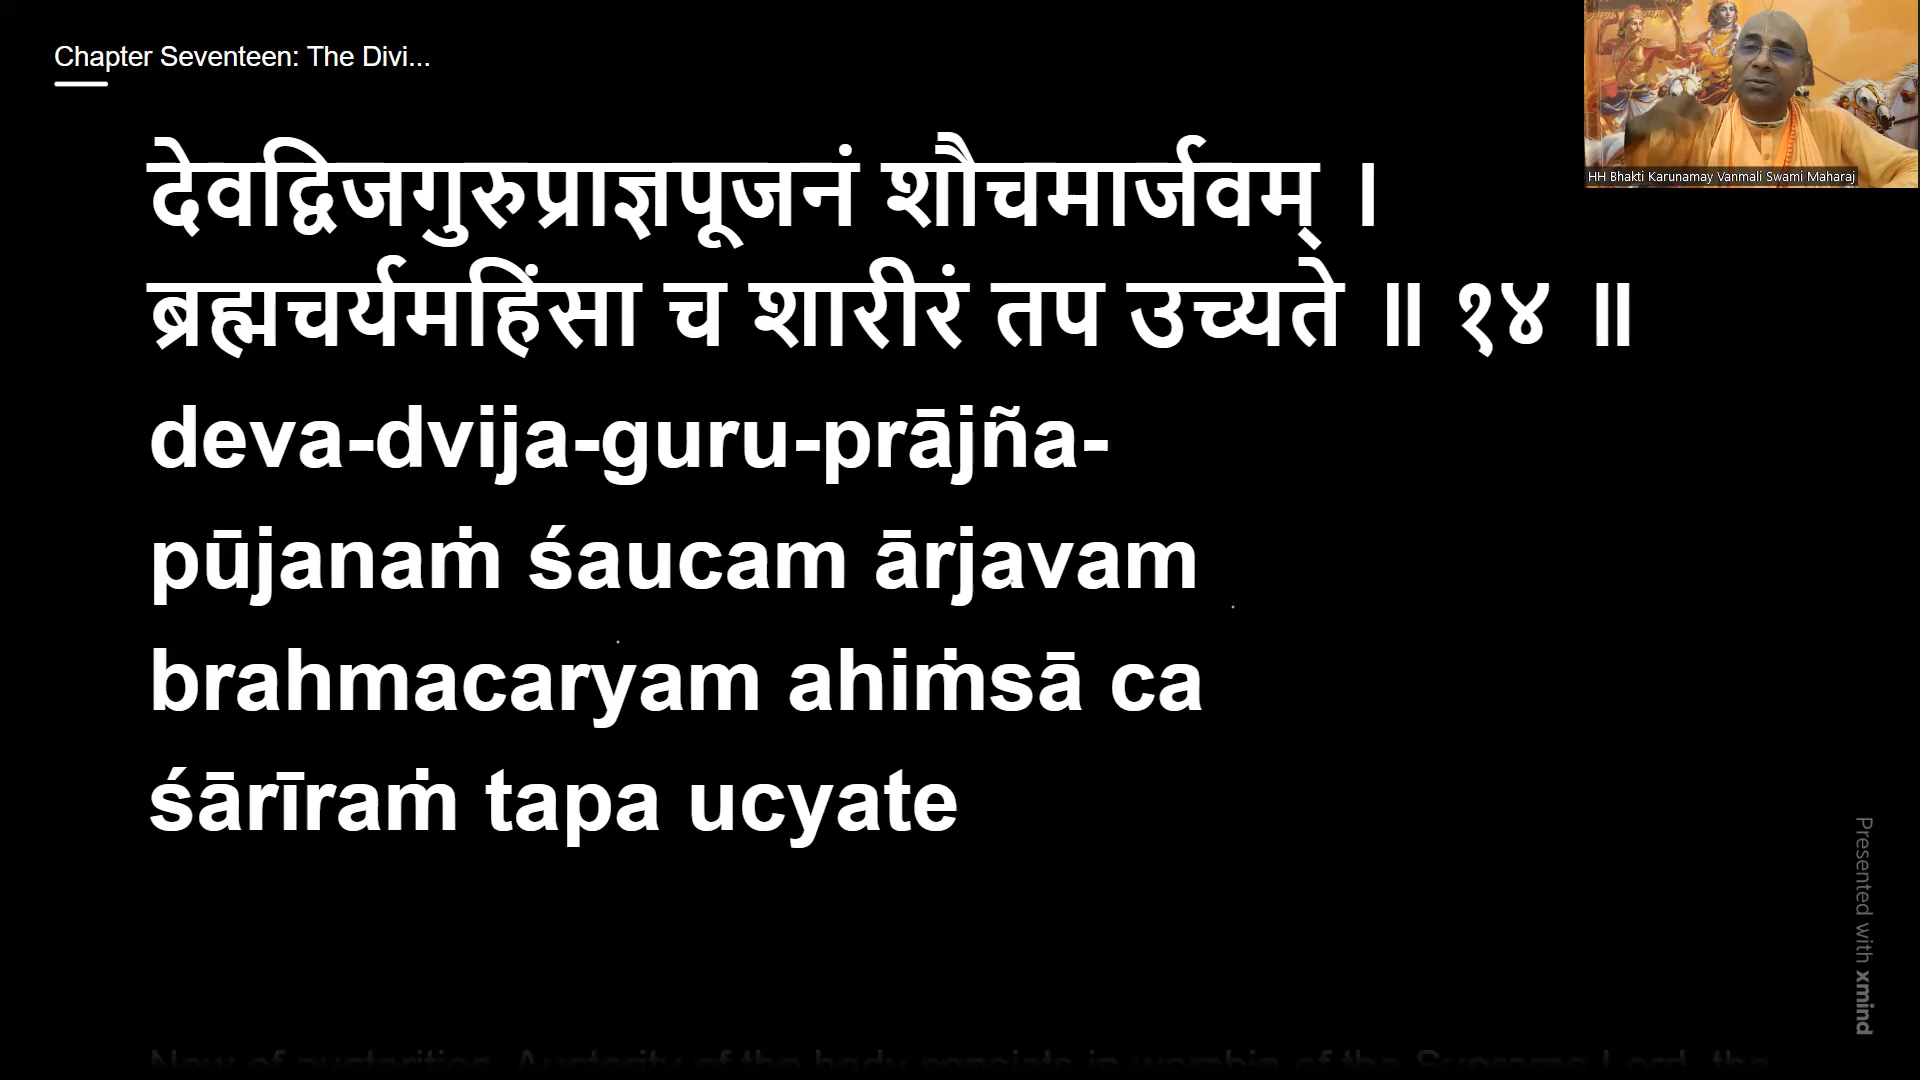 Chapter Seventeen: The Divi...
HH Bhakti Karunamay Vanmali Swami Maharaj
देवद्विजगुरुप्राज्ञपूजनं शौचमार्जवम् ।
ब्रह्मचर्यमहिंसा च शारीरं तप उच्यते ॥ १४ ॥
deva-dvija-guru-prājña-
pūjanaṁ śaucam ārjavam
brahmacaryam ahiṁsā ca
śārīraṁ tapa ucyate
Presented with xmind